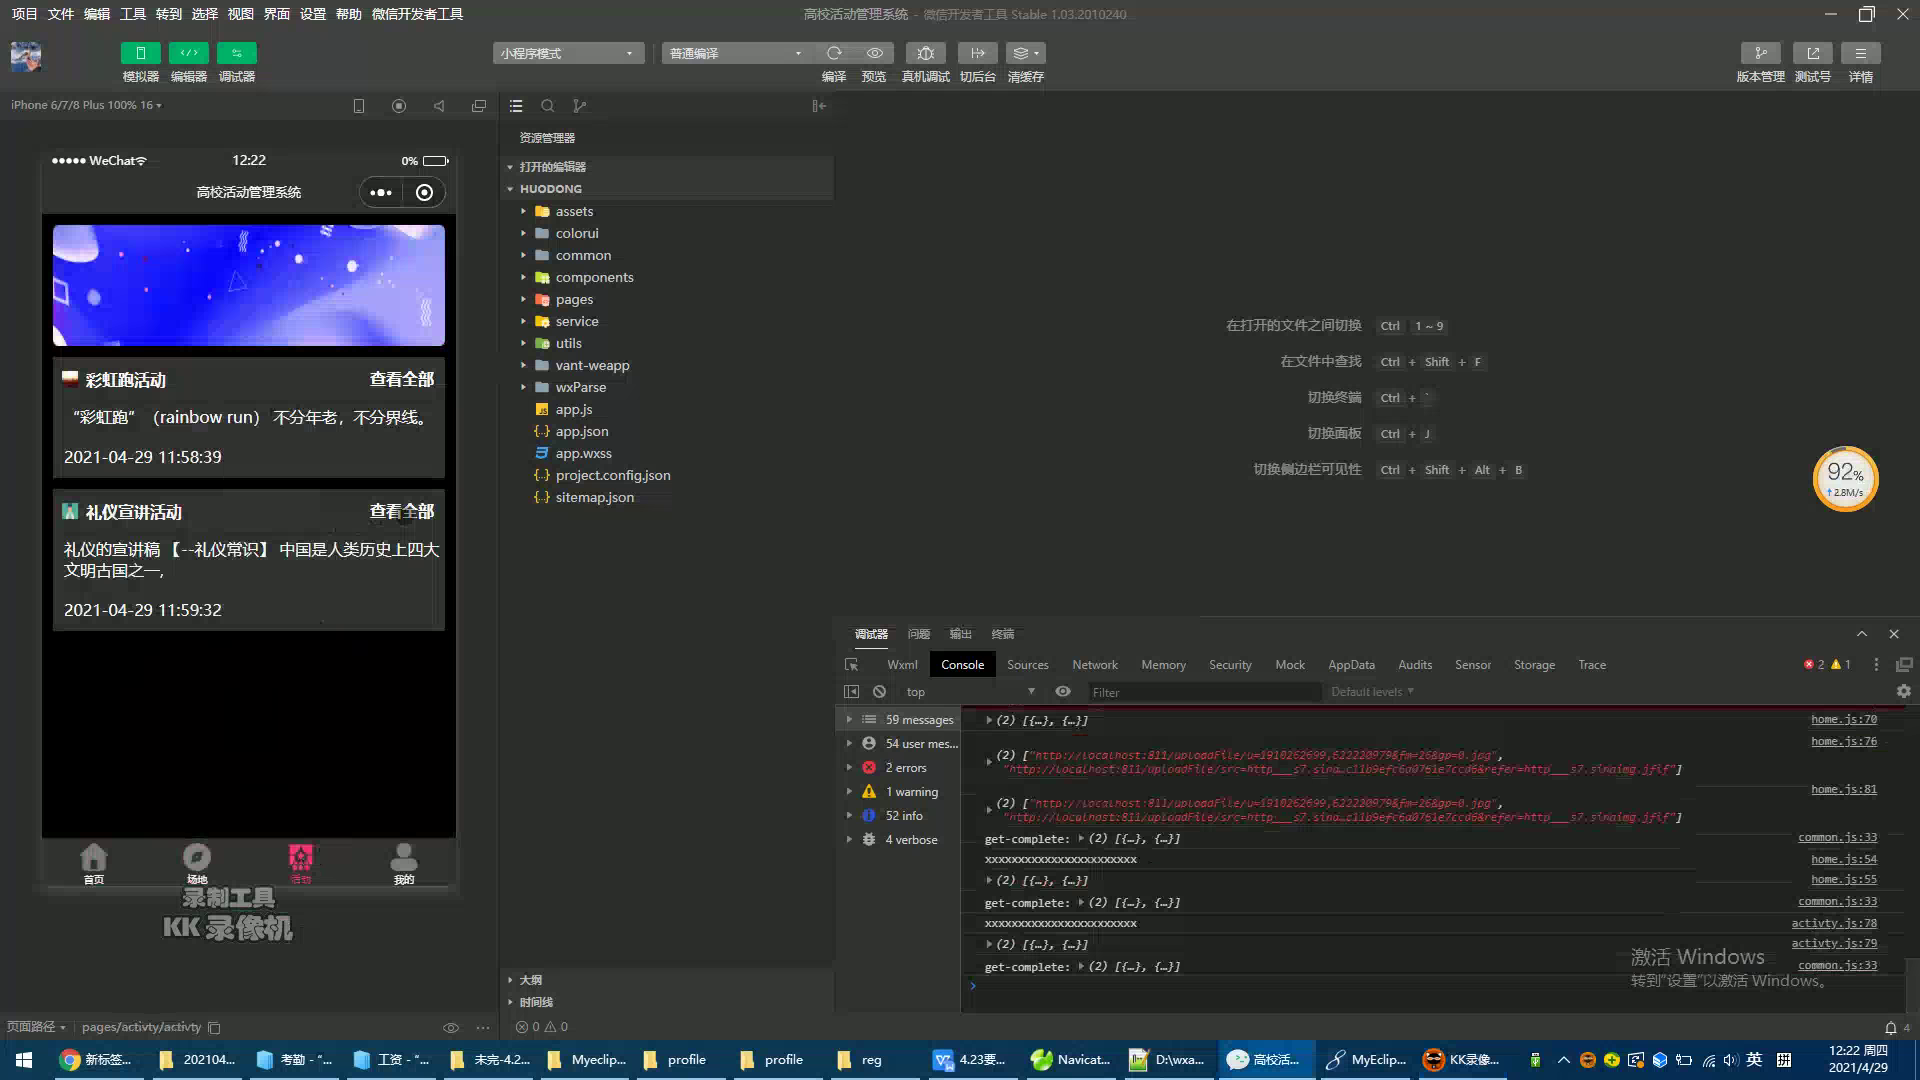 项目 文件 编辑 工具 转到 选择 视图 界面 设置 帮助 微信开发者工具
高校活动管理系统 - 微信开发者工具 Stable 1.03.2010240
模拟器 编辑器 调试器
小程序模式
普通编译
编译 预览 真机调试 切后台 清缓存
版本管理 测试号 详情
iPhone 6/7/8 Plus 100% 16
WeChat
12:22
0%
高校活动管理系统
彩虹跑活动
查看全部
“彩虹跑”（rainbow run） 不分年老，不分界线。
2021-04-29 11:58:39
礼仪宣讲活动
查看全部
礼仪的宣讲稿 【--礼仪常识】 中国是人类历史上四大
文明古国之一,
2021-04-29 11:59:32
首页 场地 活动 我的
录制工具
KK 录像机
页面路径
pages/activty/activty
资源管理器
打开的编辑器
HUODONG
assets
colorui
common
components
pages
service
utils
vant-weapp
wxParse
app.js
app.json
app.wxss
project.config.json
sitemap.json
大纲
时间线
0 0
在打开的文件之间切换 Ctrl 1 ~ 9
在文件中查找 Ctrl + Shift + F
切换终端 Ctrl + `
切换面板 Ctrl + J
切换侧边栏可见性 Ctrl + Shift + Alt + B
92%
2.8M/s
调试器 问题 输出 终端
Wxml Console Sources Network Memory Security Mock AppData Audits Sensor Storage Trace
2 1
top
Filter
Default levels
59 messages
54 user mes...
2 errors
1 warning
52 info
4 verbose
(2) [{…}, {…}] home.js:70
home.js:76
(2) ["http://localhost:811/uploadFile/u=1910262699,622220979&fm=26&gp=0.jpg",
"http://localhost:811/uploadFile/src=http___s7.sina…c11b9efc6a0761e7ccd6&refer=http___s7.sinaimg.jfif"]
home.js:81
(2) ["http://localhost:811/uploadFile/u=1910262699,622220979&fm=26&gp=0.jpg",
"http://localhost:811/uploadFile/src=http___s7.sina…c11b9efc6a0761e7ccd6&refer=http___s7.sinaimg.jfif"]
get-complete: (2) [{…}, {…}] common.js:33
xxxxxxxxxxxxxxxxxxxxxxx home.js:54
(2) [{…}, {…}] home.js:55
get-complete: (2) [{…}, {…}] common.js:33
xxxxxxxxxxxxxxxxxxxxxxx activty.js:78
(2) [{…}, {…}] activty.js:79
get-complete: (2) [{…}, {…}] common.js:33
激活 Windows
转到“设置”以激活 Windows。
4
新标签... 202104... 考勤 - “... 工资 - “... 未完-4.2... Myeclip... profile profile reg 4.23要... Navicat... D:\wxa... 高校活... MyEclip... KK录像...
英
12:22 周四
2021/4/29